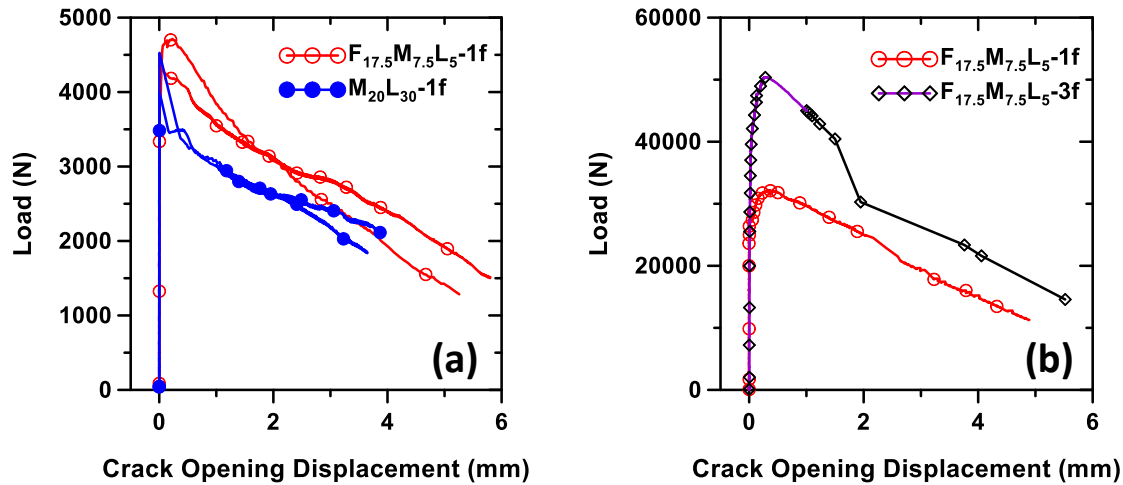 5000
4000
3000
2000
1000
0
0
2
4
6
Load (N)
Crack Opening Displacement (mm)
F17.5M7.5L5-1f
M20L30-1f
(a)
60000
40000
20000
0
0
2
4
6
Load (N)
Crack Opening Displacement (mm)
F17.5M7.5L5-1f
F17.5M7.5L5-3f
(b)